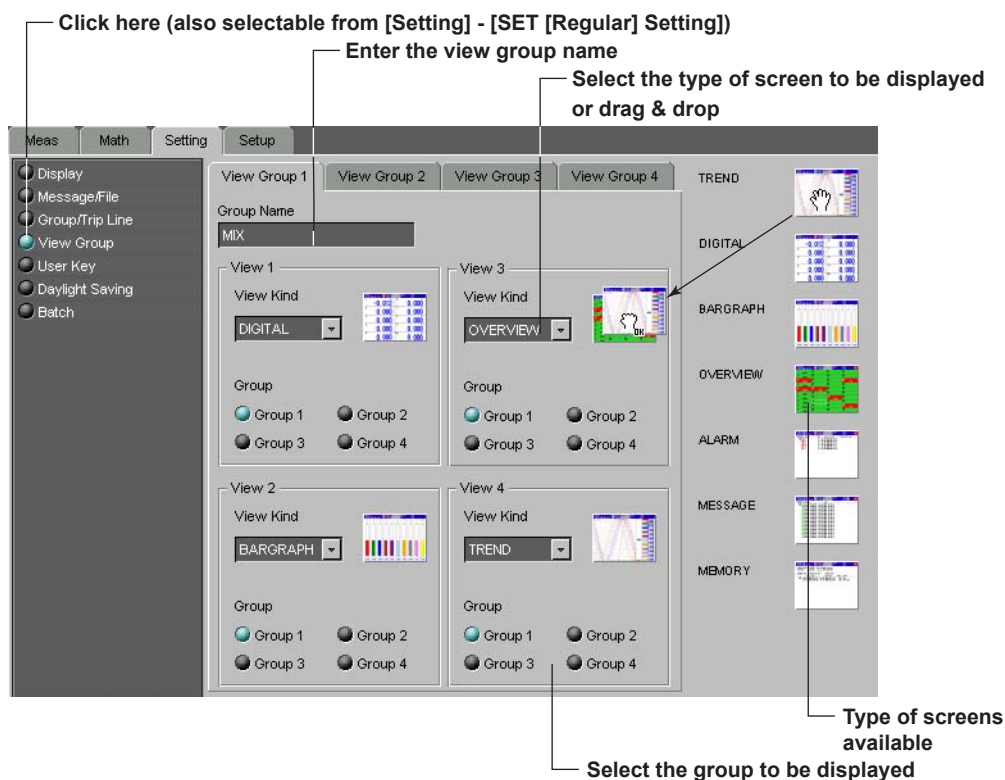 Click here (also selectable from [Setting] - [SET [Regular] Setting])
Enter the view group name
Select the type of screen to be displayed
or drag & drop
Meas
Math
Setting
Setup
Display
Message/File
Group/Trip Line
View Group
User Key
Daylight Saving
Batch
View Group 1
View Group 2
View Group 3
View Group 4
Group Name
MIX
View 1
View Kind
DIGITAL
Group
Group 1
Group 2
Group 3
Group 4
View 3
View Kind
OVERVIEW
OK
Group
Group 1
Group 2
Group 3
Group 4
View 2
View Kind
BARGRAPH
Group
Group 1
Group 2
Group 3
Group 4
View 4
View Kind
TREND
Group
Group 1
Group 2
Group 3
Group 4
TREND
DIGITAL
BARGRAPH
OVERVIEW
ALARM
MESSAGE
MEMORY
Type of screens
available
Select the group to be displayed